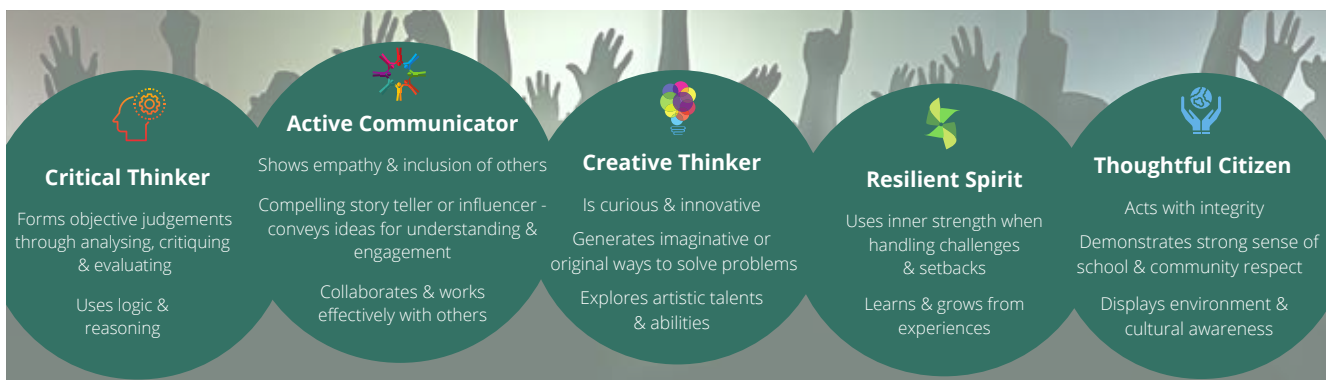 Critical Thinker
Forms objective judgements
through analysing, critiquing
& evaluating
Uses logic &
reasoning
Active Communicator
Shows empathy & inclusion of others
Compelling story teller or influencer -
conveys ideas for understanding &
engagement
Collaborates & works
effectively with others
Creative Thinker
Is curious & innovative
Generates imaginative or
original ways to solve problems
Explores artistic talents
& abilities
Resilient Spirit
Uses inner strength when
handling challenges
& setbacks
Learns & grows from
experiences
Thoughtful Citizen
Acts with integrity
Demonstrates strong sense of
school & community respect
Displays environment &
cultural awareness